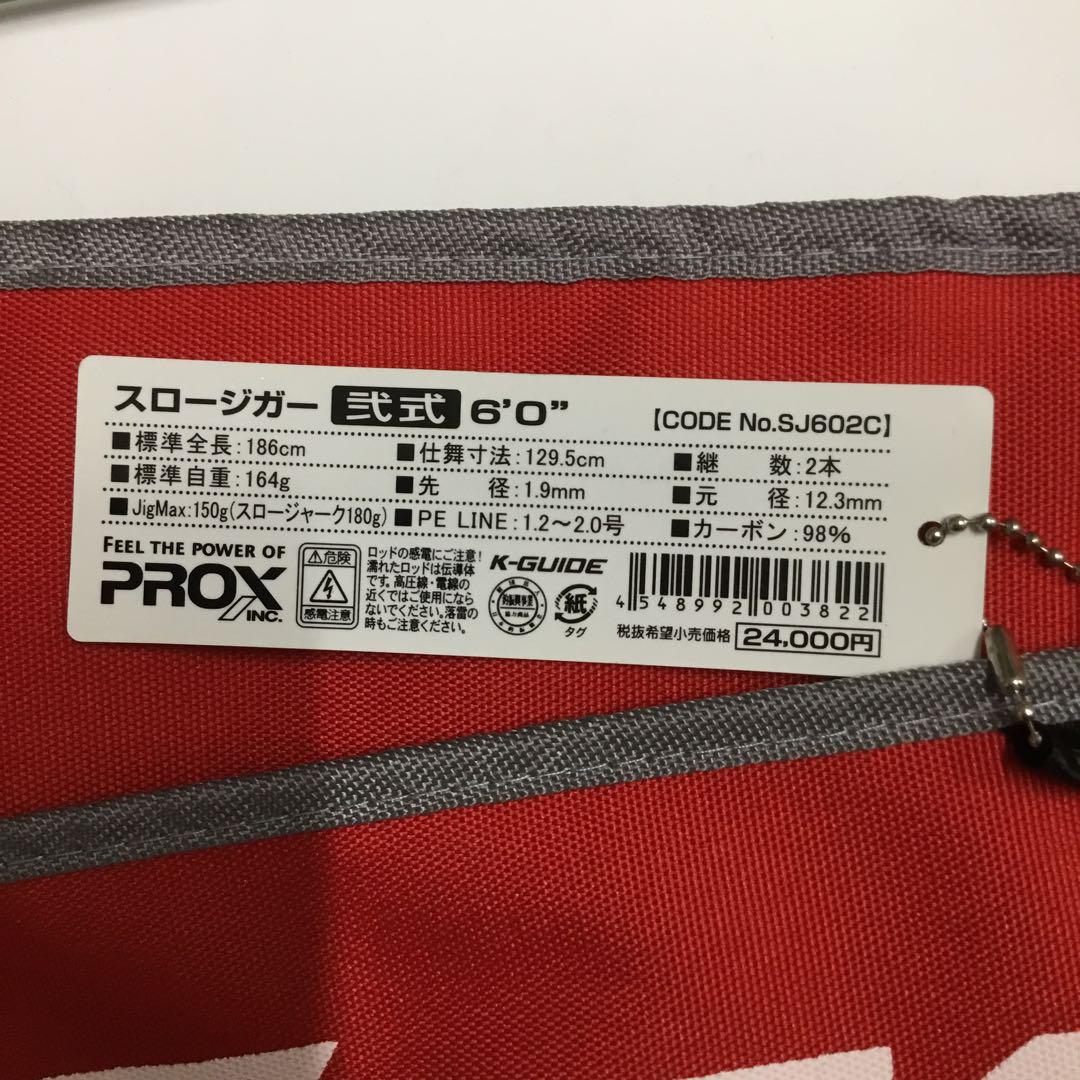 スロージガー 弐式 6'0" 【CODE No.SJ602C】
■標準全長:186cm ■仕舞寸法:129.5cm ■継 数:2本
■標準自重:164g ■先 径:1.9mm ■元 径:12.3mm
■JigMax:150g(スロージャーク180g) ■PE LINE:1.2～2.0号 ■カーボン:98%
FEEL THE POWER OF
PROX INC.
⚠危険
感電注意
ロッドの感電にご注意!
濡れたロッドは伝導体
です。高圧線・電線の
近くではご使用になら
ないでください。落雷の
時もご注意ください。
K-GUIDE
紙
タグ
4 548992 003822
税抜希望小売価格 24,000円